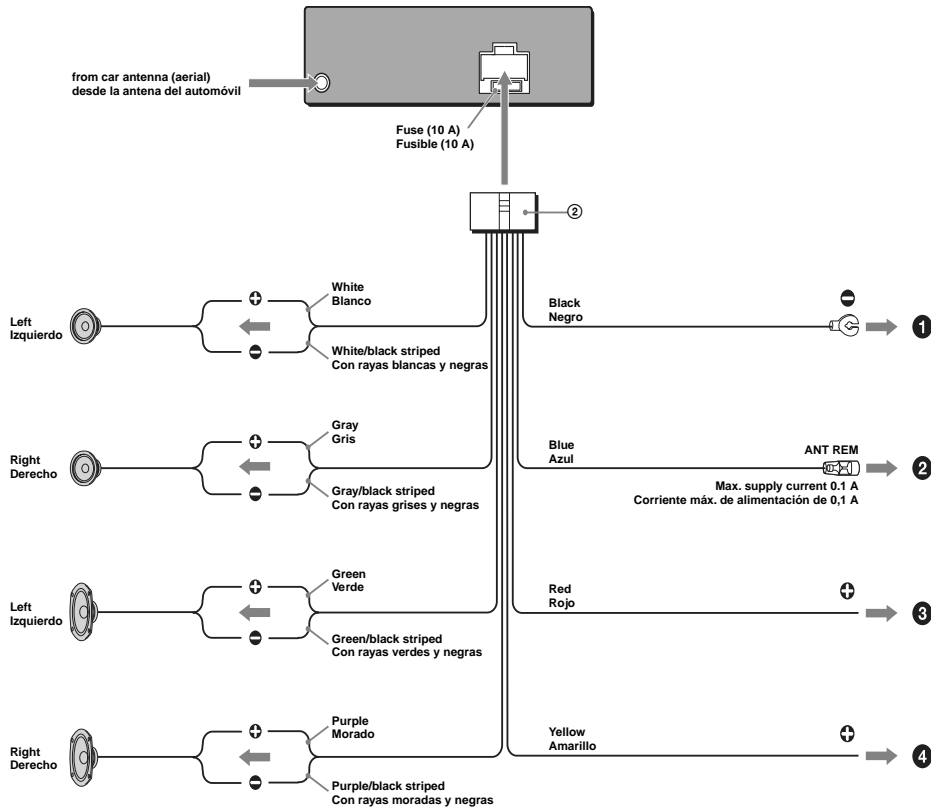 from car antenna (aerial)
desde la antena del automóvil
Fuse (10 A)
Fusible (10 A)
2
White
Blanco
Left
Izquierdo
White/black striped
Con rayas blancas y negras
Black
Negro
1
Gray
Gris
Right
Derecho
Gray/black striped
Con rayas grises y negras
Blue
Azul
ANT REM
2
Max. supply current 0.1 A
Corriente máx. de alimentación de 0,1 A
Green
Verde
Left
Izquierdo
Green/black striped
Con rayas verdes y negras
Red
Rojo
3
Purple
Morado
Right
Derecho
Purple/black striped
Con rayas moradas y negras
Yellow
Amarillo
4